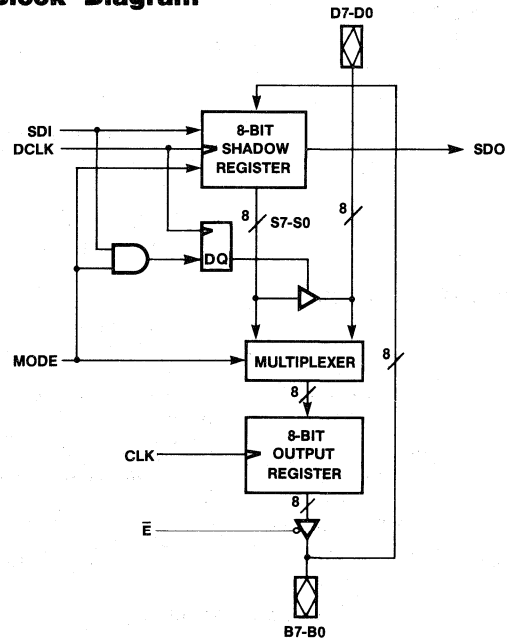 Block Diagram
D7-D0
SDI
DCLK
8-BIT
SHADOW
REGISTER
SDO
8
S7-S0
8
DQ
MODE
MULTIPLEXER
8
8
CLK
8-BIT
OUTPUT
REGISTER
8
E̅
B7-B0